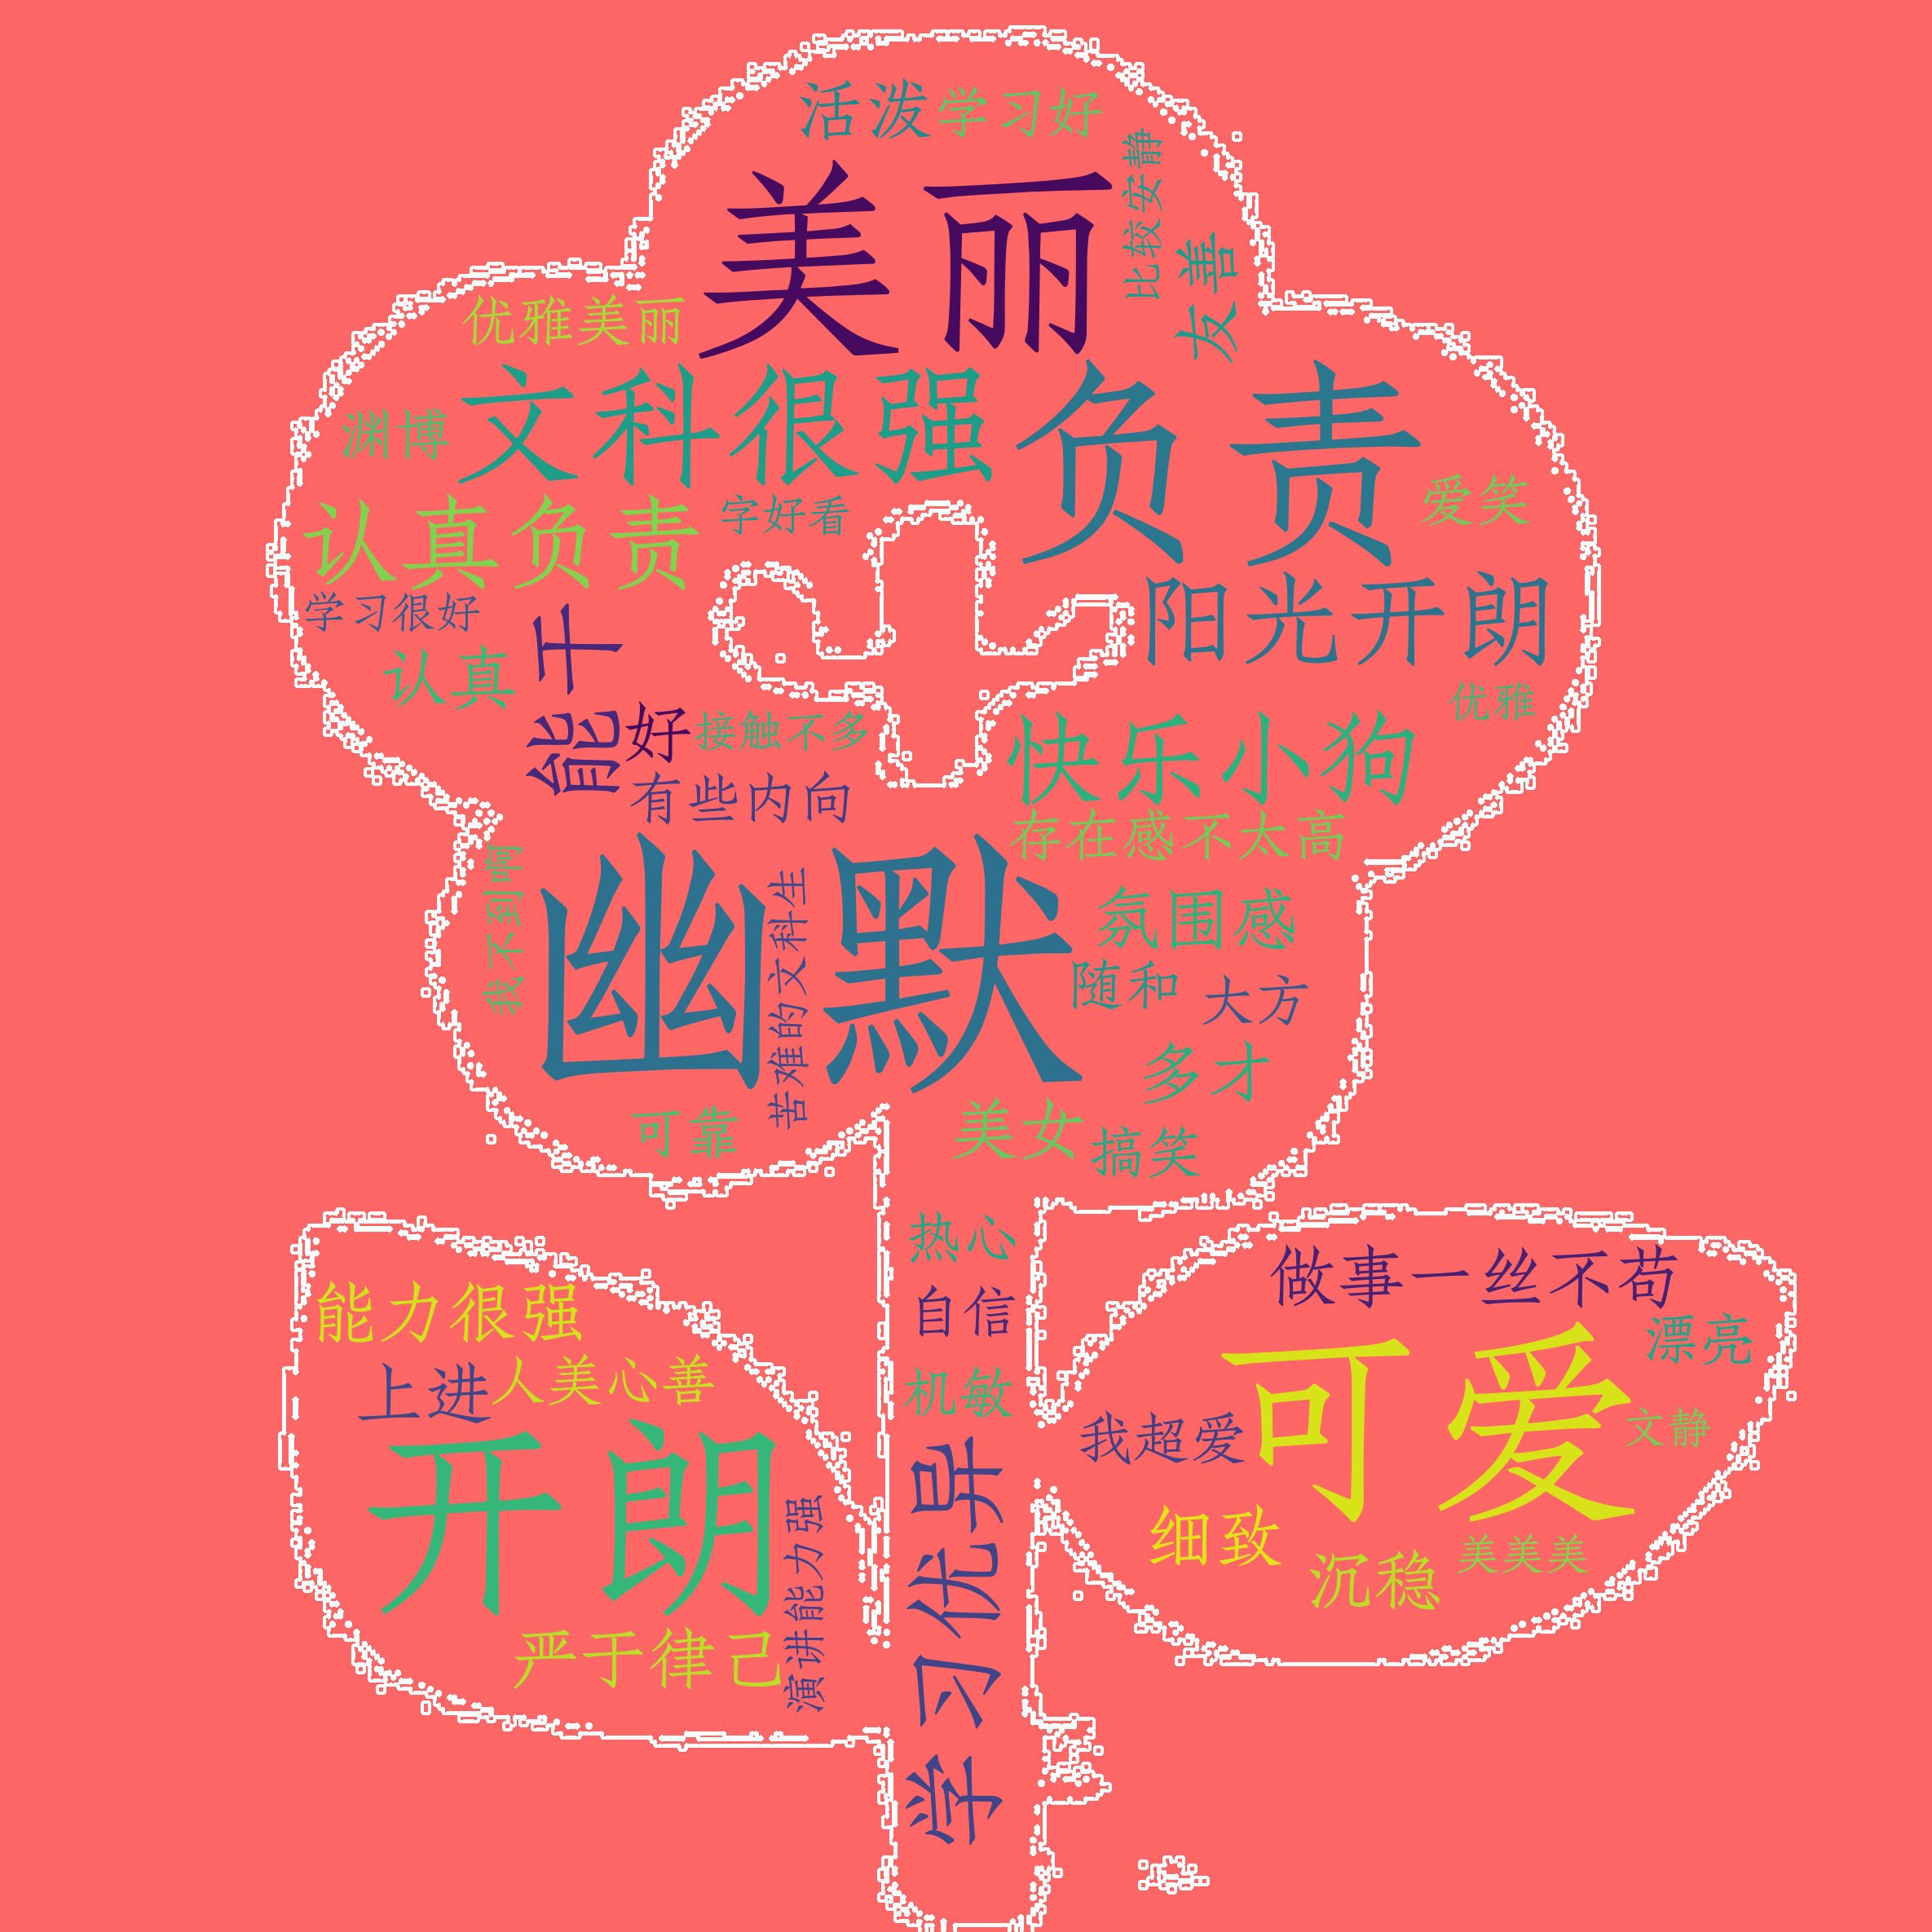 活泼
学习好
比较安静
友善
美丽
优雅美丽
文科很强
负责
渊博
爱笑
认真负责
字好看
阳光开朗
学习很好
认真
能干
优雅
好
接触不多
快乐小狗
有些内向
存在感不太高
我不到啊
幽默
苦难的文科生
氛围感
随和
大方
多才
可靠
美女
搞笑
热心
做事一丝不苟
能力很强
自信
漂亮
上进
人美心善
机敏
我超爱
可爱
文静
开朗
学习优异
细致
沉稳
美美美
演讲能力强
严于律己